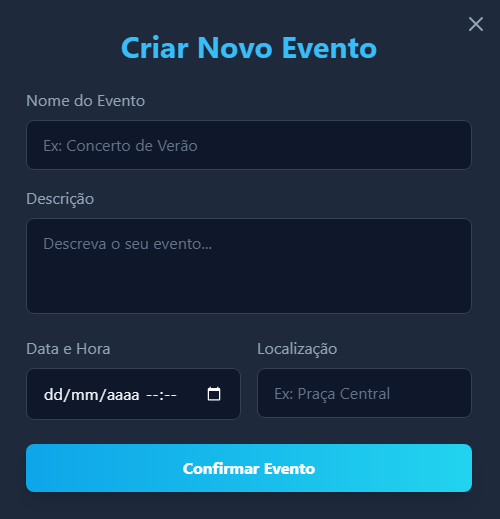 Criar Novo Evento
Nome do Evento
Ex: Concerto de Verão
Descrição
Descreva o seu evento...
Data e Hora
Localização
dd/mm/aaaa --:--
Ex: Praça Central
Confirmar Evento